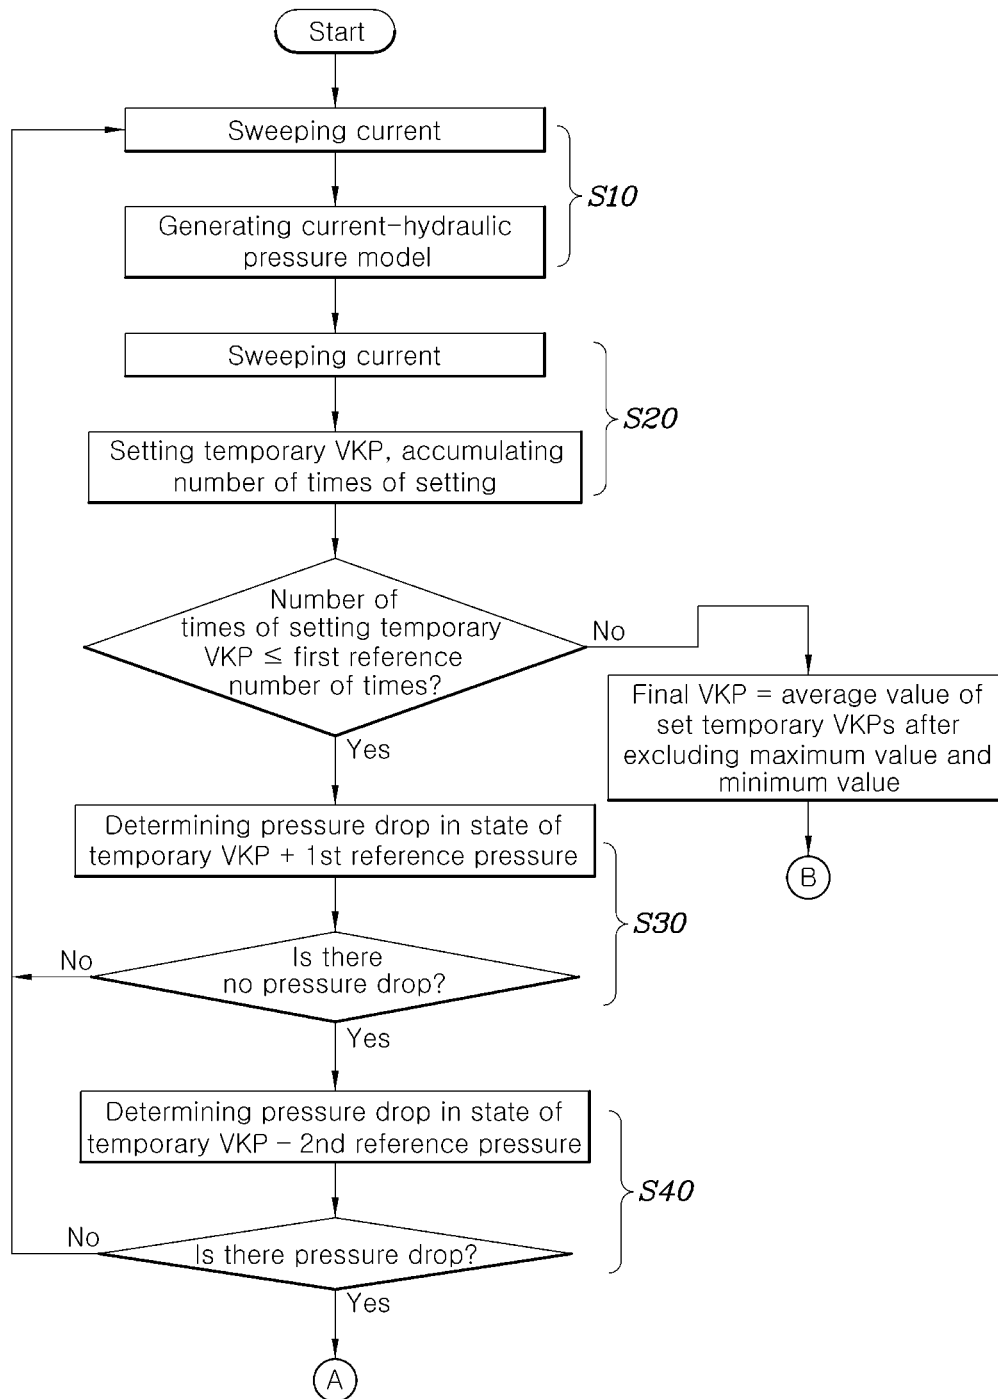 Start
Sweeping current
Generating current-hydraulic
pressure model
S10
Sweeping current
Setting temporary VKP, accumulating
number of times of setting
S20
Number of
times of setting temporary
VKP ≤ first reference
number of times?
No
Yes
Final VKP = average value of
set temporary VKPs after
excluding maximum value and
minimum value
B
Determining pressure drop in state of
temporary VKP + 1st reference pressure
Is there
no pressure drop?
No
Yes
S30
Determining pressure drop in state of
temporary VKP - 2nd reference pressure
Is there pressure drop?
No
Yes
S40
A